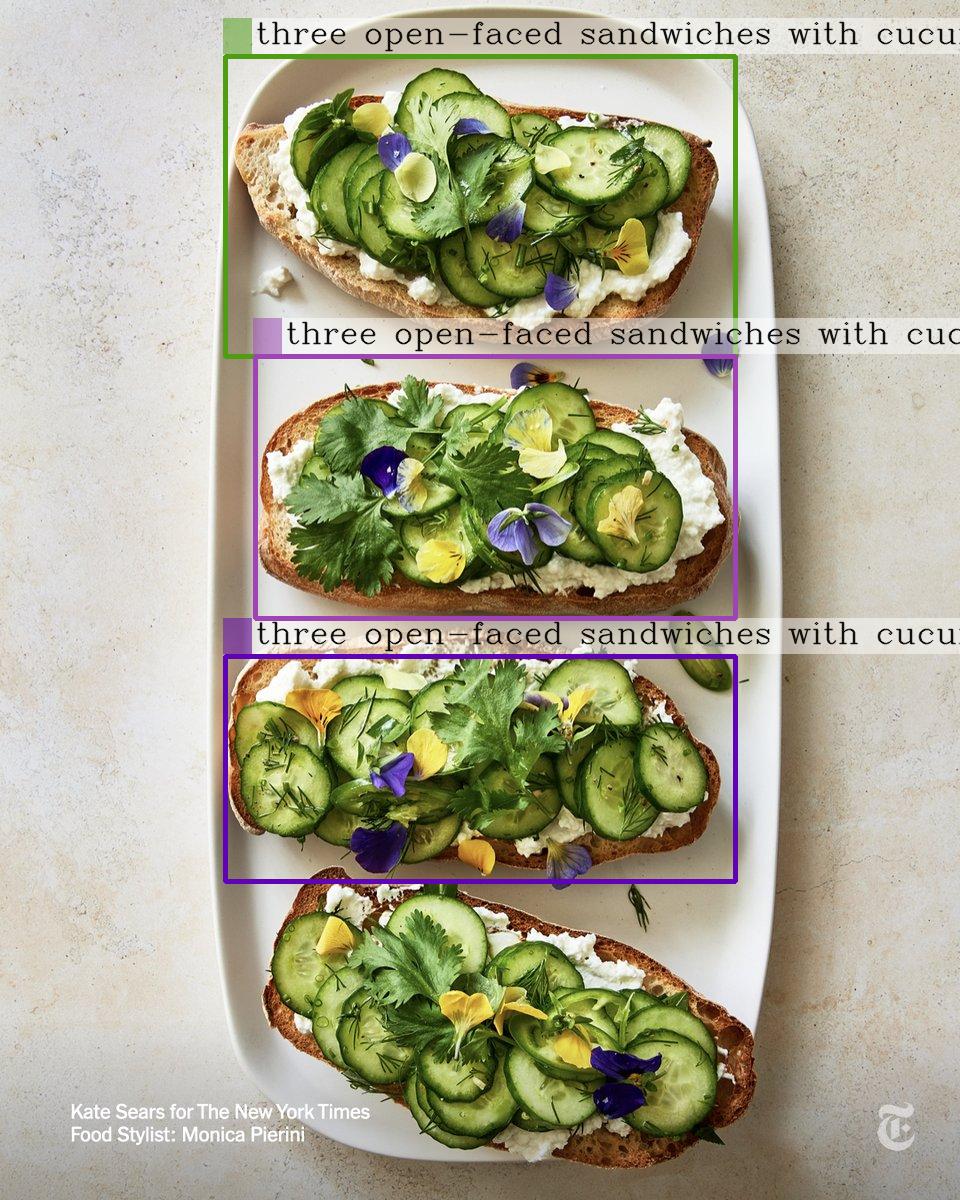 three open-faced sandwiches with cucu
three open-faced sandwiches with cuc
three open-faced sandwiches with cucu
Kate Sears for The New York Times
Food Stylist: Monica Pierini
T